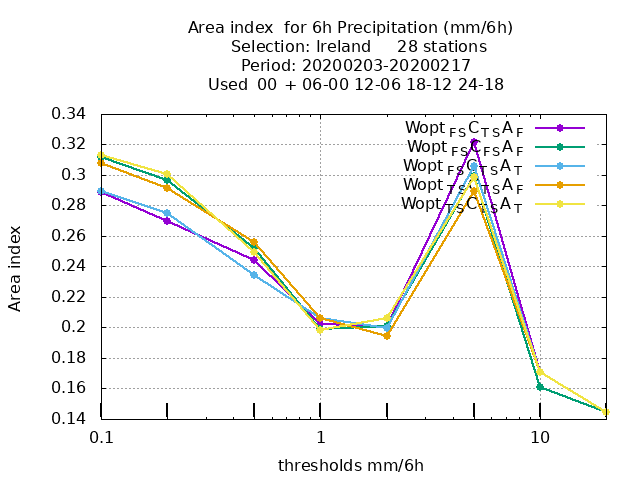 Area index  for 6h Precipitation (mm/6h)
Selection: Ireland     28 stations
Period: 20200203-20200217
Used  00 + 06-00 12-06 18-12 24-18
Wopt FS C TS A F
Wopt FS C FS A F
Wopt FS C TS A T
Wopt TS C TS A F
Wopt TS C TS A T
0.34
0.32
0.3
0.28
0.26
0.24
0.22
0.2
0.18
0.16
0.14
Area index
0.1 1 10
thresholds mm/6h